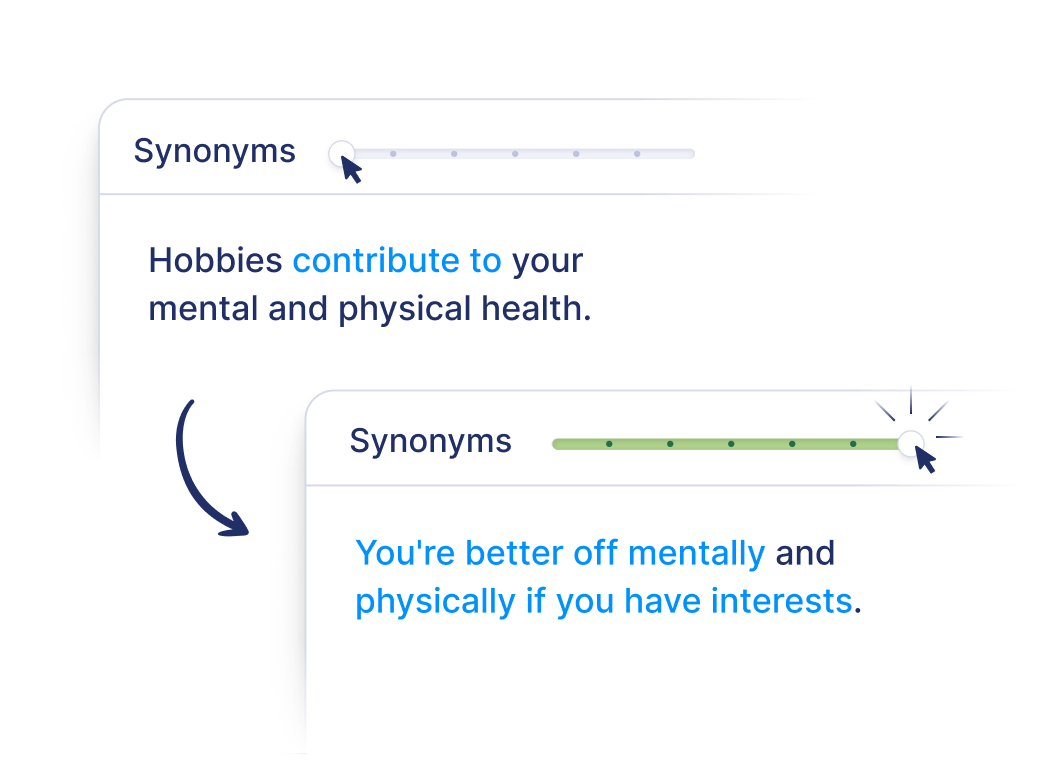 Synonyms
Hobbies contribute to your
mental and physical health.
Synonyms
You're better off mentally and
physically if you have interests.